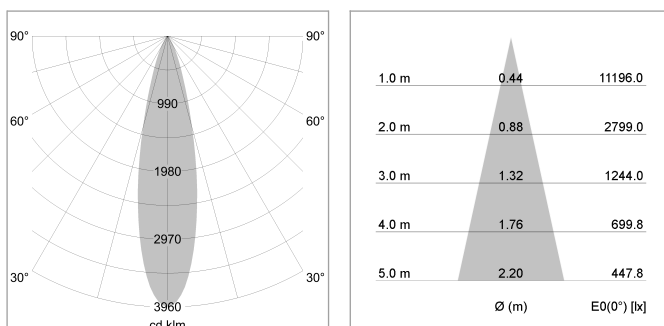 90° 90°
990
60° 60°
1980
2970
30° 30°
3960
cd klm
1.0 m 0.44 11196.0
2.0 m 0.88 2799.0
3.0 m 1.32 1244.0
4.0 m 1.76 699.8
5.0 m 2.20 447.8
Ø (m) E0(0°) [lx]